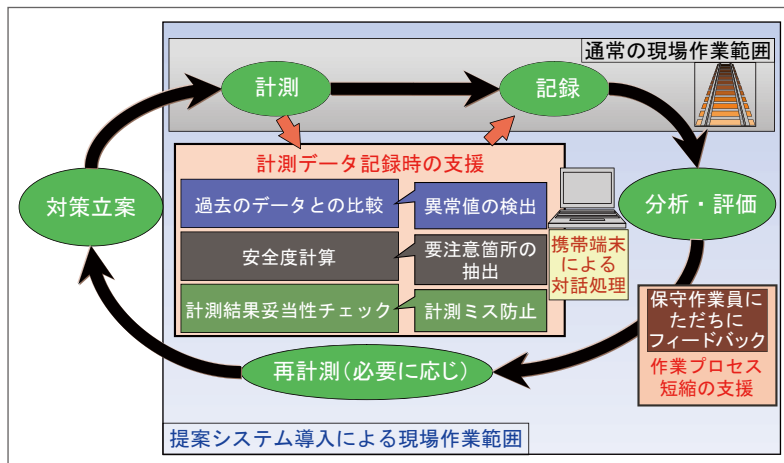 通常の現場作業範囲
計測
記録
計測データ記録時の支援
過去のデータとの比較
異常値の検出
安全度計算
要注意箇所の
抽出
計測結果妥当性チェック
計測ミス防止
携帯端末
による
対話処理
対策立案
分析・評価
保守作業員に
ただちに
フィードバック
作業プロセス
短縮の支援
再計測(必要に応じ)
提案システム導入による現場作業範囲